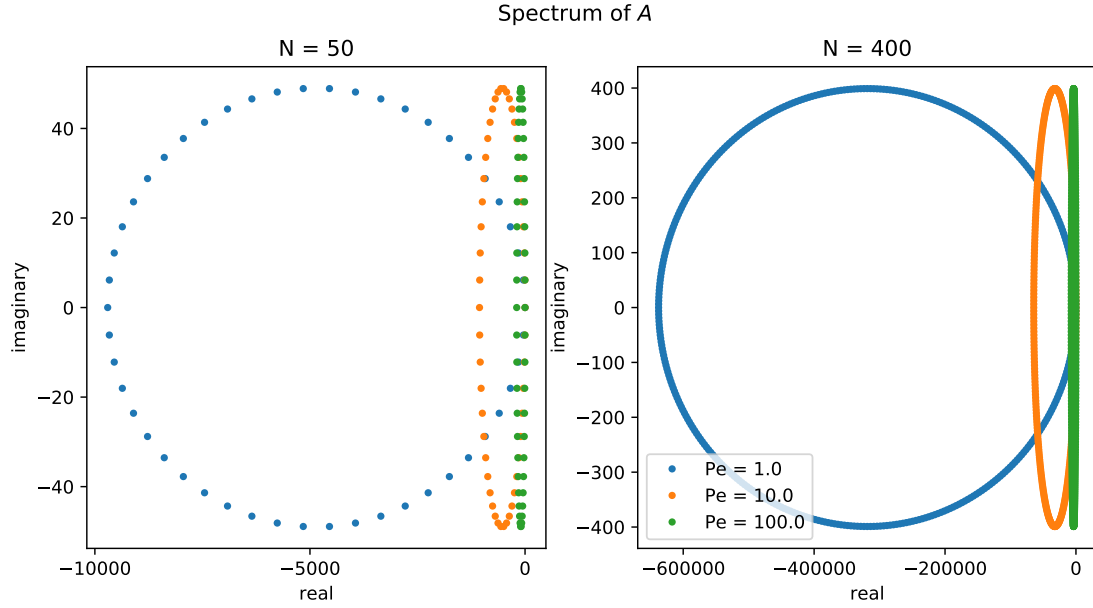 Spectrum of A
N = 50
40
20
0
−20
−40
imaginary
−10000 −5000 0
real
N = 400
400
300
200
100
0
−100
−200
−300
−400
imaginary
Pe = 1.0
Pe = 10.0
Pe = 100.0
−600000 −400000 −200000 0
real